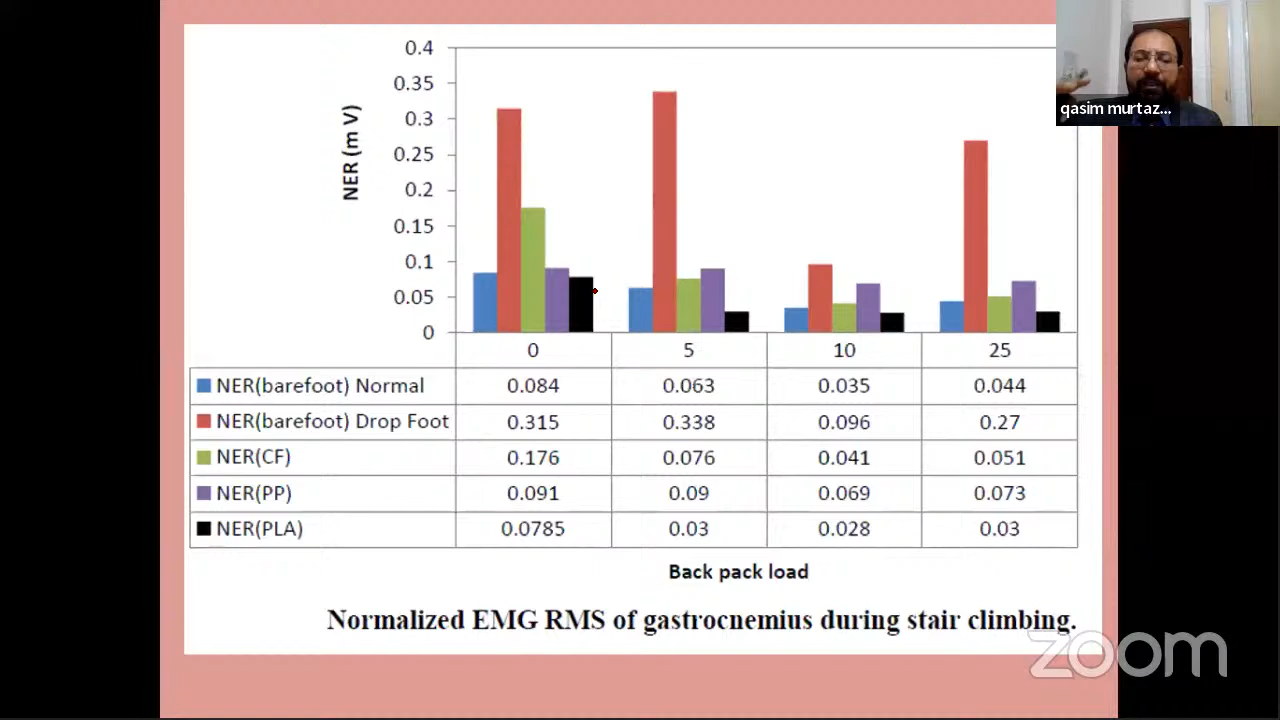 qasim murtaz...
0.4
0.35
0.3
0.25
0.2
0.15
0.1
0.05
0
NER (m V)
0 5 10 25
NER(barefoot) Normal 0.084 0.063 0.035 0.044
NER(barefoot) Drop Foot 0.315 0.338 0.096 0.27
NER(CF) 0.176 0.076 0.041 0.051
NER(PP) 0.091 0.09 0.069 0.073
NER(PLA) 0.0785 0.03 0.028 0.03
Back pack load
Normalized EMG RMS of gastrocnemius during stair climbing.
zoom